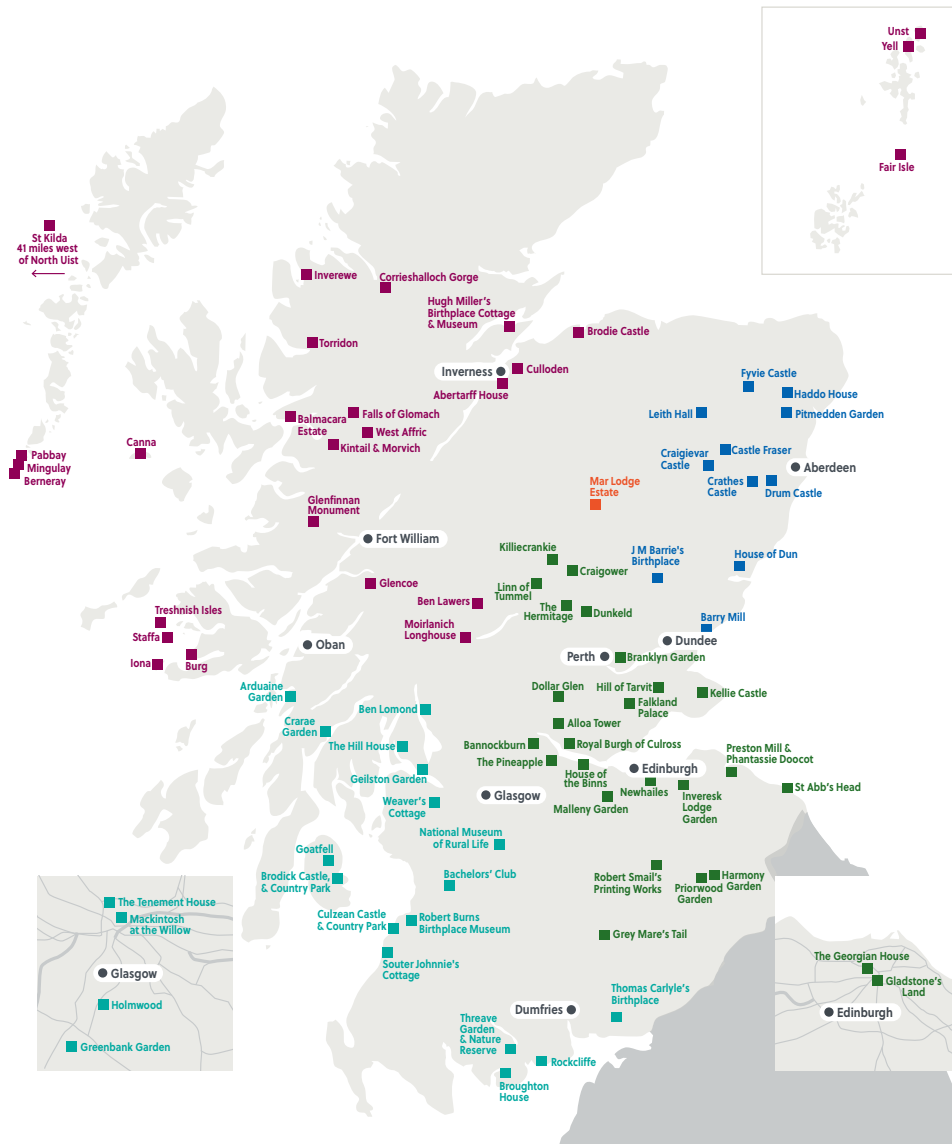 Unst
Yell
Fair Isle
St Kilda
41 miles west
of North Uist
Inverewe
Corrieshalloch Gorge
Hugh Miller's
Birthplace Cottage
& Museum
Brodie Castle
Torridon
Inverness
Culloden
Abertarff House
Fyvie Castle
Haddo House
Leith Hall
Pitmedden Garden
Balmacara
Estate
Falls of Glomach
West Affric
Kintail & Morvich
Canna
Pabbay
Mingulay
Berneray
Castle Fraser
Craigievar
Castle
Aberdeen
Crathes
Castle
Drum Castle
Mar Lodge
Estate
Glenfinnan
Monument
Fort William
Killiecrankie
Craigower
J M Barrie's
Birthplace
House of Dun
Glencoe
Linn of
Tummel
Ben Lawers
The
Hermitage
Dunkeld
Treshnish Isles
Staffa
Iona
Burg
Moirlanich
Longhouse
Barry Mill
Oban
Dundee
Perth
Branklyn Garden
Arduaine
Garden
Dollar Glen
Hill of Tarvit
Kellie Castle
Falkland
Palace
Ben Lomond
Crarae
Garden
Alloa Tower
The Hill House
Bannockburn
Royal Burgh of Culross
Preston Mill &
Phantassie Doocot
The Pineapple
House of
the Binns
Edinburgh
Geilston Garden
Newhailes
Inveresk
Lodge
Garden
St Abb's Head
Glasgow
Malleny Garden
Weaver's
Cottage
National Museum
of Rural Life
Goatfell
Brodick Castle,
& Country Park
Bachelors' Club
Robert Smail's
Printing Works
Priorwood
Garden
Harmony
Garden
Culzean Castle
& Country Park
Robert Burns
Birthplace Museum
Grey Mare's Tail
Souter Johnnie's
Cottage
Thomas Carlyle's
Birthplace
Dumfries
Threave
Garden
& Nature
Reserve
Rockcliffe
Broughton
House
The Tenement House
Mackintosh
at the Willow
Glasgow
Holmwood
Greenbank Garden
The Georgian House
Gladstone's
Land
Edinburgh